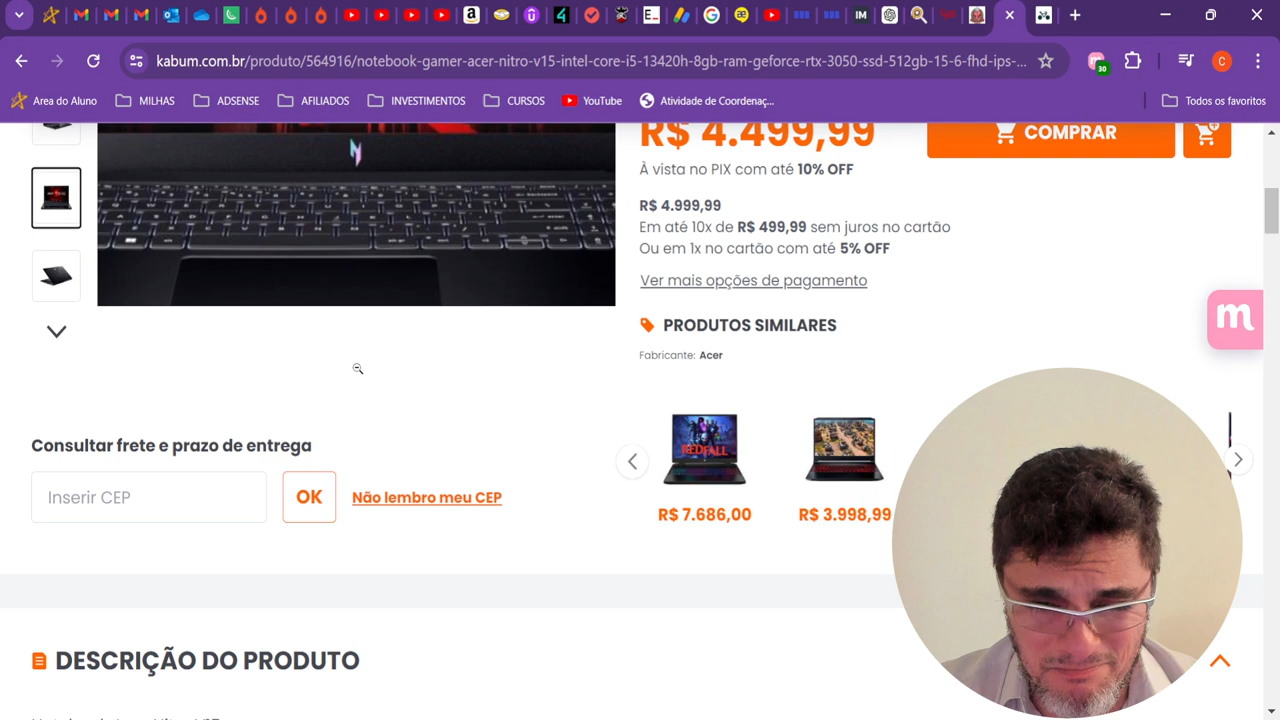 kabum.com.br/produto/564916/notebook-gamer-acer-nitro-v15-intel-core-i5-13420h-8gb-ram-geforce-rtx-3050-ssd-512gb-15-6-fhd-ips-...
30
C
Area do Aluno MILHAS ADSENSE AFILIADOS INVESTIMENTOS CURSOS YouTube Atividade de Coordenaç... Todos os favoritos
R$ 4.499,99
COMPRAR
À vista no PIX com até 10% OFF
R$ 4.999,99
Em até 10x de R$ 499,99 sem juros no cartão
Ou em 1x no cartão com até 5% OFF
Ver mais opções de pagamento
m
PRODUTOS SIMILARES
Fabricante: Acer
REDFALL
R$ 7.686,00
R$ 3.998,99
Consultar frete e prazo de entrega
Inserir CEP
OK
Não lembro meu CEP
DESCRIÇÃO DO PRODUTO